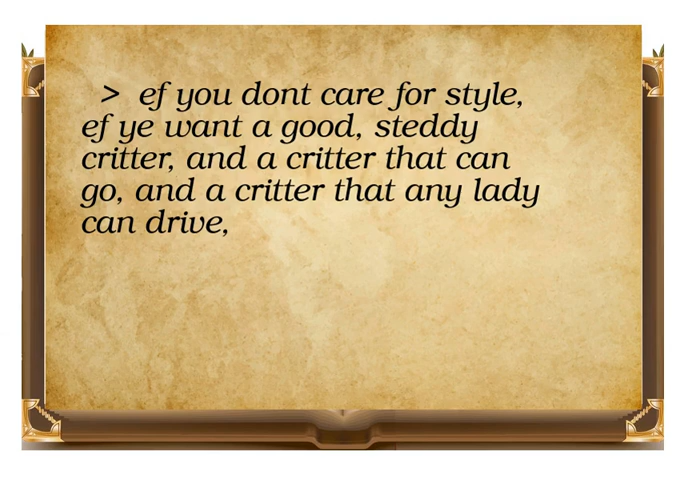 > ef you dont care for style,
ef ye want a good, steddy
critter, and a critter that can
go, and a critter that any lady
can drive,